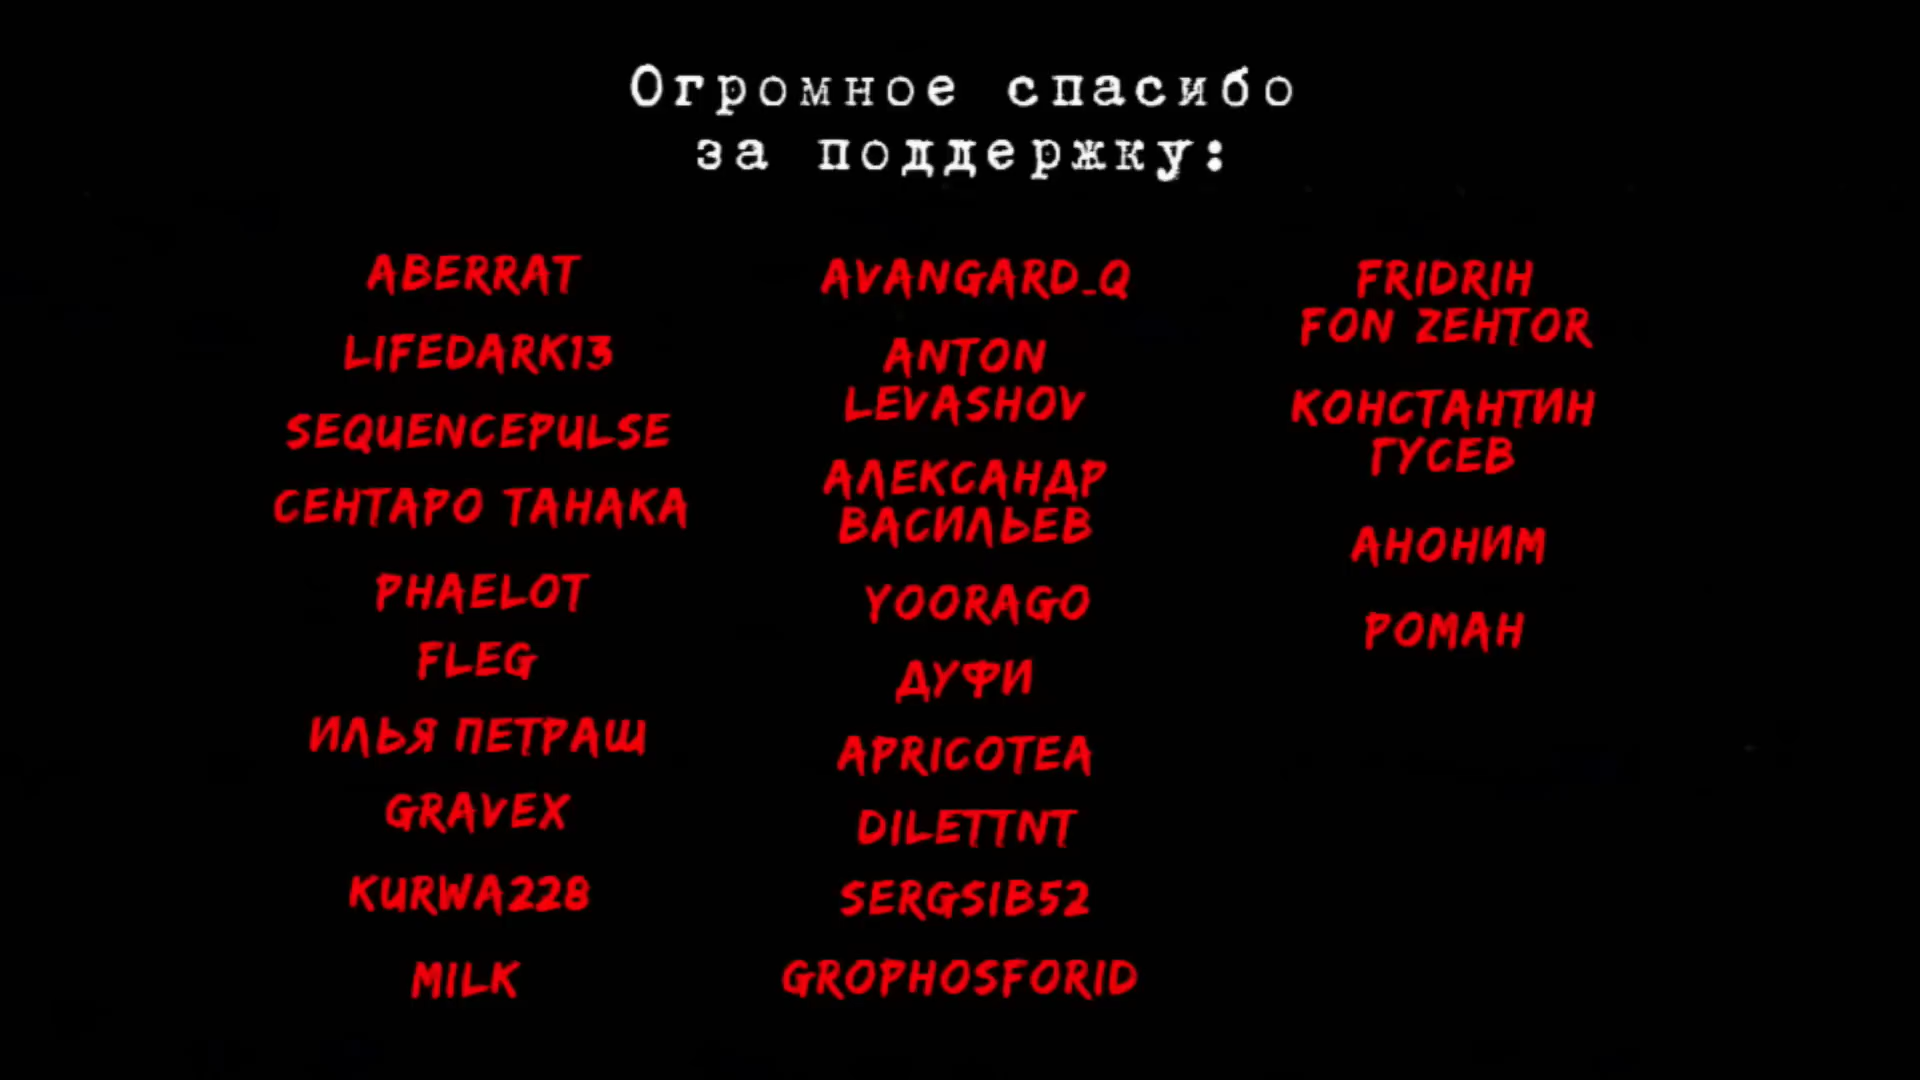 Огромное спасибо
за поддержку:
ABERRAT
LIFEDARK13
SEQUENCEPULSE
СЕНТАРО ТАНАКА
PHAELOT
FLEG
ИЛЬЯ ПЕТРАШ
GRAVEX
KURWA228
MILK
AVANGARD_Q
ANTON
LEVASHOV
АЛЕКСАНДР
ВАСИЛЬЕВ
YOORAGO
ДУФИ
APRICOTEA
DILETTNT
SERGSIB52
GROPHOSFORID
FRIDRIH
FON ZEHTOR
КОНСТАНТИН
ГУСЕВ
АНОНИМ
РОМАН